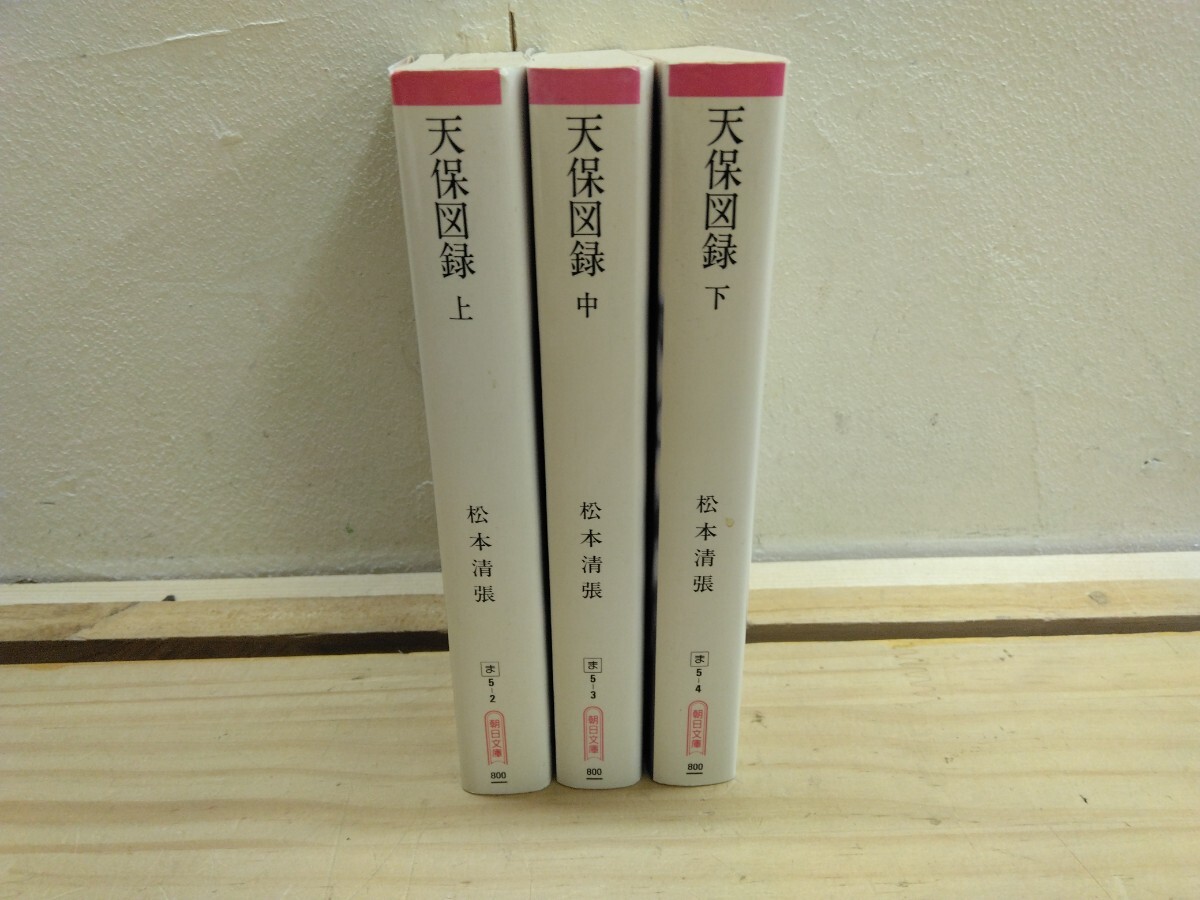 天保図録 上
松本清張
ま
5-2
朝日文庫
800
天保図録 中
松本清張
ま
5-3
朝日文庫
800
天保図録 下
松本清張
ま
5-4
朝日文庫
800